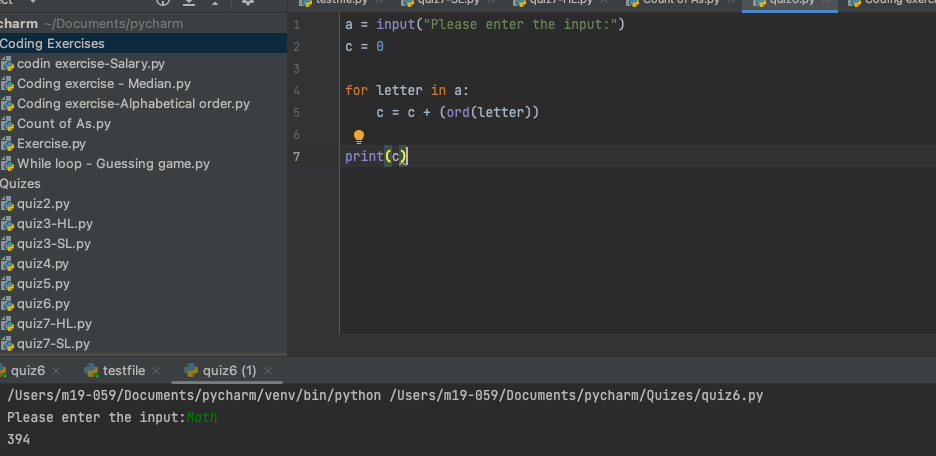 charm ~/Documents/pycharm
Coding Exercises
codin exercise-Salary.py
Coding exercise - Median.py
Coding exercise-Alphabetical order.py
Count of As.py
Exercise.py
While loop - Guessing game.py
Quizes
quiz2.py
quiz3-HL.py
quiz3-SL.py
quiz4.py
quiz5.py
quiz6.py
quiz7-HL.py
quiz7-SL.py
testfile.py
quiz7-SL.py
quiz7-HL.py
Count of As.py
quiz6.py
1 a = input("Please enter the input:")
2 c = 0
3
4 for letter in a:
5 c = c + (ord(letter))
6
7 print(c)
quiz6 testfile quiz6 (1)
/Users/m19-059/Documents/pycharm/venv/bin/python /Users/m19-059/Documents/pycharm/Quizes/quiz6.py
Please enter the input:Math
394